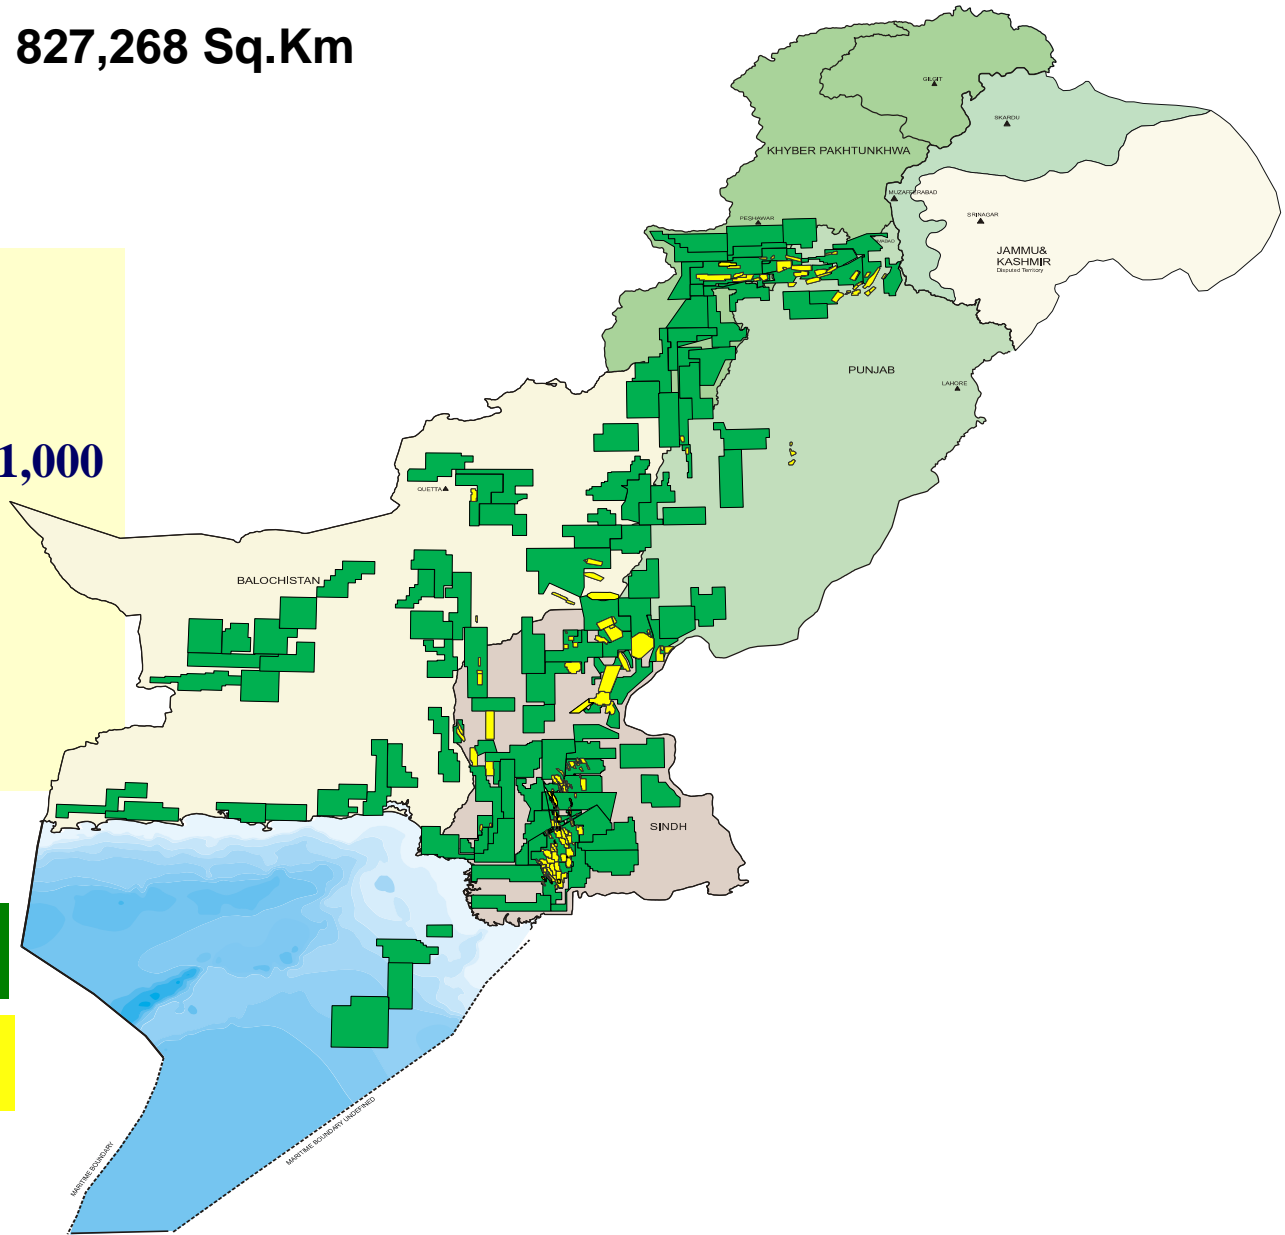 827,268 Sq.Km
GILGIT
SKARDU
KHYBER PAKHTUNKHWA
MUZAFFERABAD
PESHAWAR
SRINAGAR
JAMMU&
KASHMIR
Disputed Territory
PUNJAB
LAHORE
1,000
QUETTA
BALOCHISTAN
SINDH
MARITIME BOUNDARY UNDEFINED
MARITIME BOUNDARY